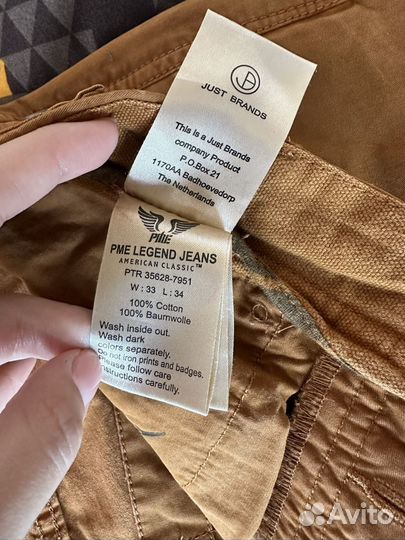 JUST BRANDS
This is a Just Brands
company Product
P.O.Box 21
1170AA Badhoevedorp
The Netherlands
PME
PME LEGEND JEANS
AMERICAN CLASSIC™
PTR 35628-7951
W : 33 L : 34
100% Cotton
100% Baumwolle
Wash inside out.
Wash dark
colors separately.
Do not iron prints and badges.
Please follow care
instructions carefully.
Avito